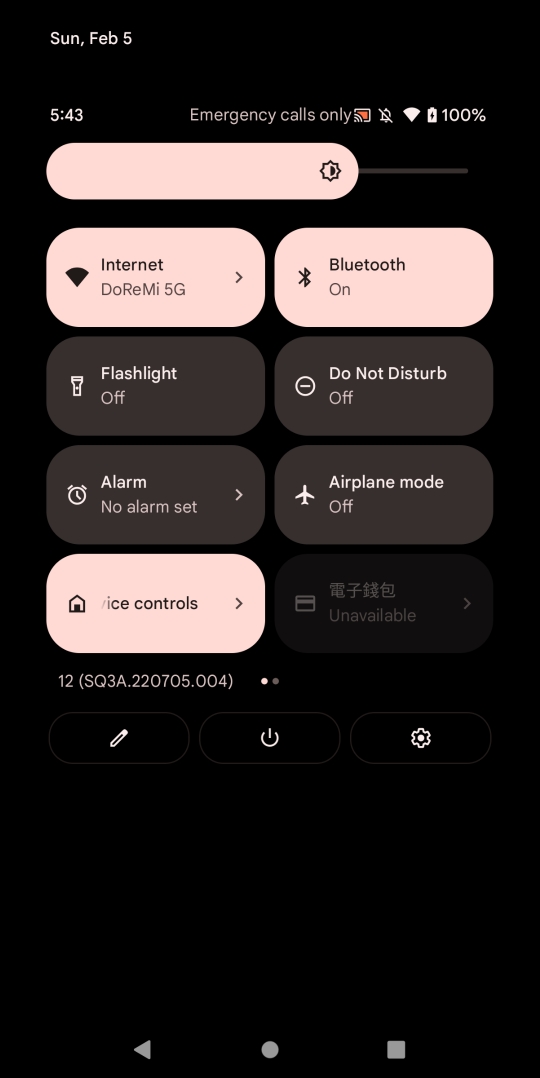 Sun, Feb 5
5:43 Emergency calls only 100%
Internet
DoReMi 5G
Bluetooth
On
Flashlight
Off
Do Not Disturb
Off
Alarm
No alarm set
Airplane mode
Off
ice controls
電子錢包
Unavailable
12 (SQ3A.220705.004)